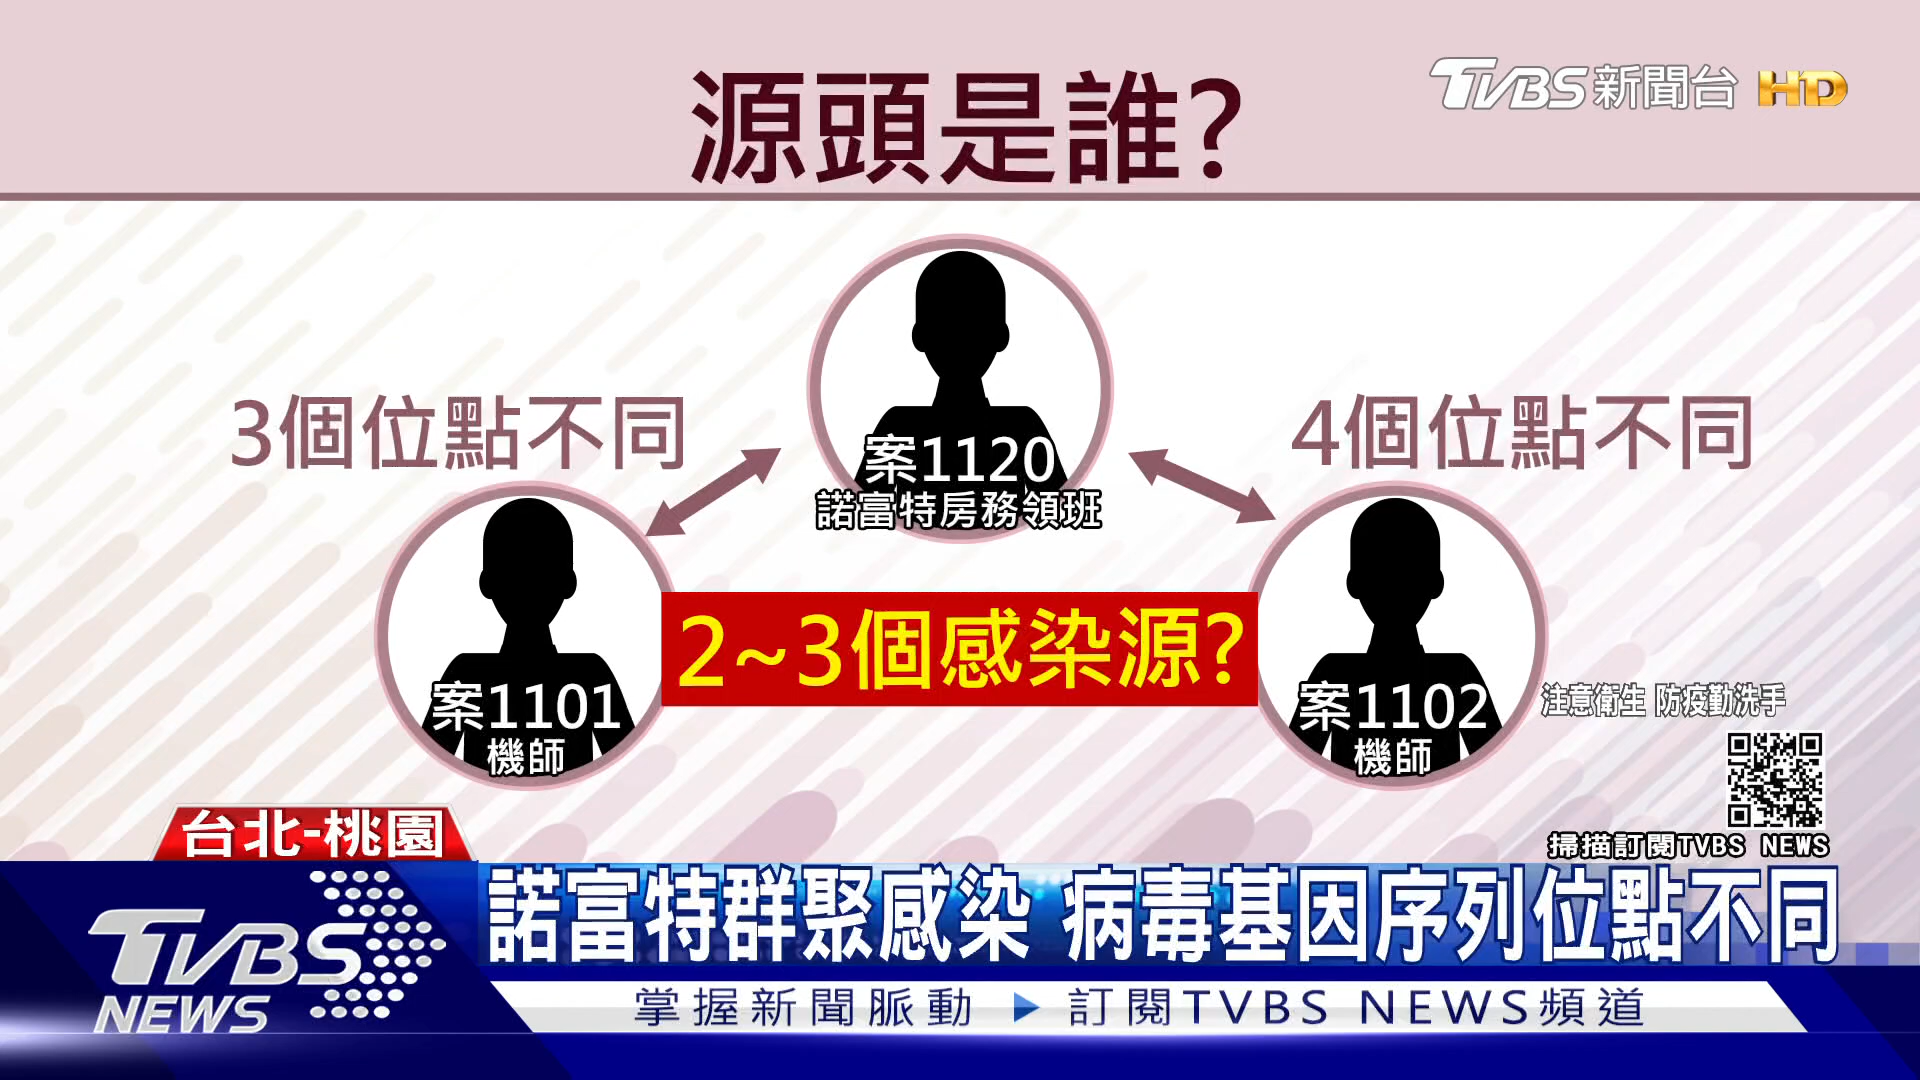 源頭是誰?
TVBS新聞台 HD
3個位點不同
4個位點不同
案1120
諾富特房務領班
2~3個感染源?
案1101
機師
案1102
機師
注意衛生 防疫勤洗手
掃描訂閱TVBS NEWS
台北-桃園
諾富特群聚感染 病毒基因序列位點不同
TVBS
NEWS
掌握新聞脈動 ▶ 訂閱TVBS NEWS頻道